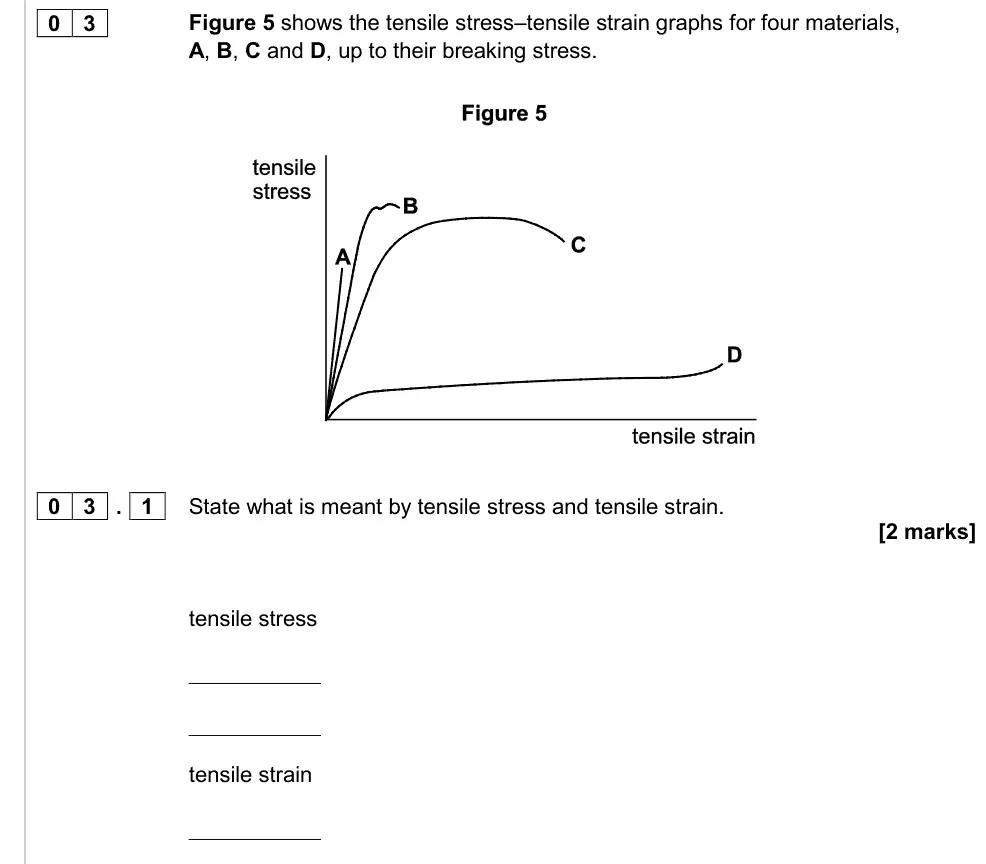 0 3 Figure 5 shows the tensile stress–tensile strain graphs for four materials,
A, B, C and D, up to their breaking stress.
Figure 5
tensile
stress
B
C
A
D
tensile strain
0 3 . 1 State what is meant by tensile stress and tensile strain.
[2 marks]
tensile stress
tensile strain